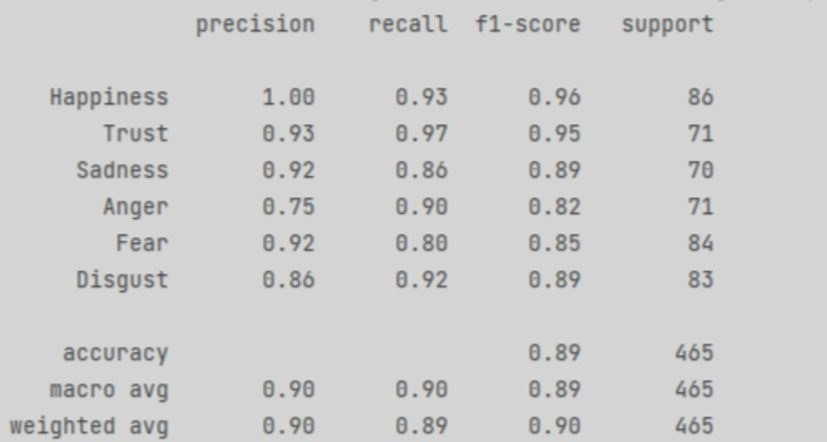 precision recall f1-score support
Happiness 1.00 0.93 0.96 86
Trust 0.93 0.97 0.95 71
Sadness 0.92 0.86 0.89 70
Anger 0.75 0.90 0.82 71
Fear 0.92 0.80 0.85 84
Disgust 0.86 0.92 0.89 83
accuracy 0.89 465
macro avg 0.90 0.90 0.89 465
weighted avg 0.90 0.89 0.90 465